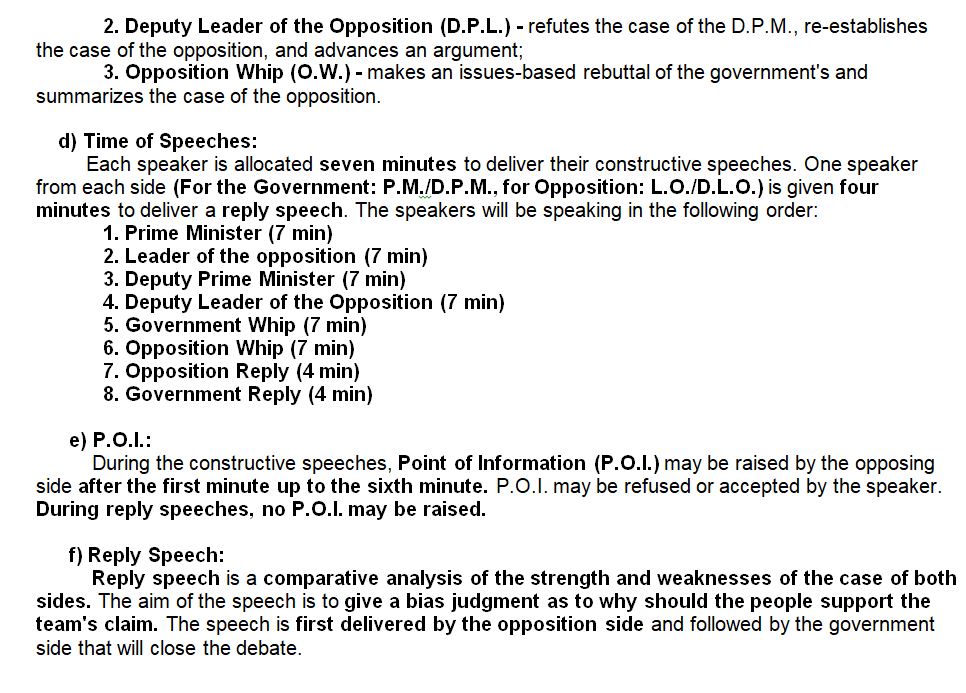 2. Deputy Leader of the Opposition (D.P.L.) - refutes the case of the D.P.M., re-establishes
the case of the opposition, and advances an argument;
3. Opposition Whip (O.W.) - makes an issues-based rebuttal of the government's and
summarizes the case of the opposition.
d) Time of Speeches:
Each speaker is allocated seven minutes to deliver their constructive speeches. One speaker
from each side (For the Government: P.M./D.P.M., for Opposition: L.O./D.L.O.) is given four
minutes to deliver a reply speech. The speakers will be speaking in the following order:
1. Prime Minister (7 min)
2. Leader of the opposition (7 min)
3. Deputy Prime Minister (7 min)
4. Deputy Leader of the Opposition (7 min)
5. Government Whip (7 min)
6. Opposition Whip (7 min)
7. Opposition Reply (4 min)
8. Government Reply (4 min)
e) P.O.I.:
During the constructive speeches, Point of Information (P.O.I.) may be raised by the opposing
side after the first minute up to the sixth minute. P.O.I. may be refused or accepted by the speaker.
During reply speeches, no P.O.I. may be raised.
f) Reply Speech:
Reply speech is a comparative analysis of the strength and weaknesses of the case of both
sides. The aim of the speech is to give a bias judgment as to why should the people support the
team's claim. The speech is first delivered by the opposition side and followed by the government
side that will close the debate.